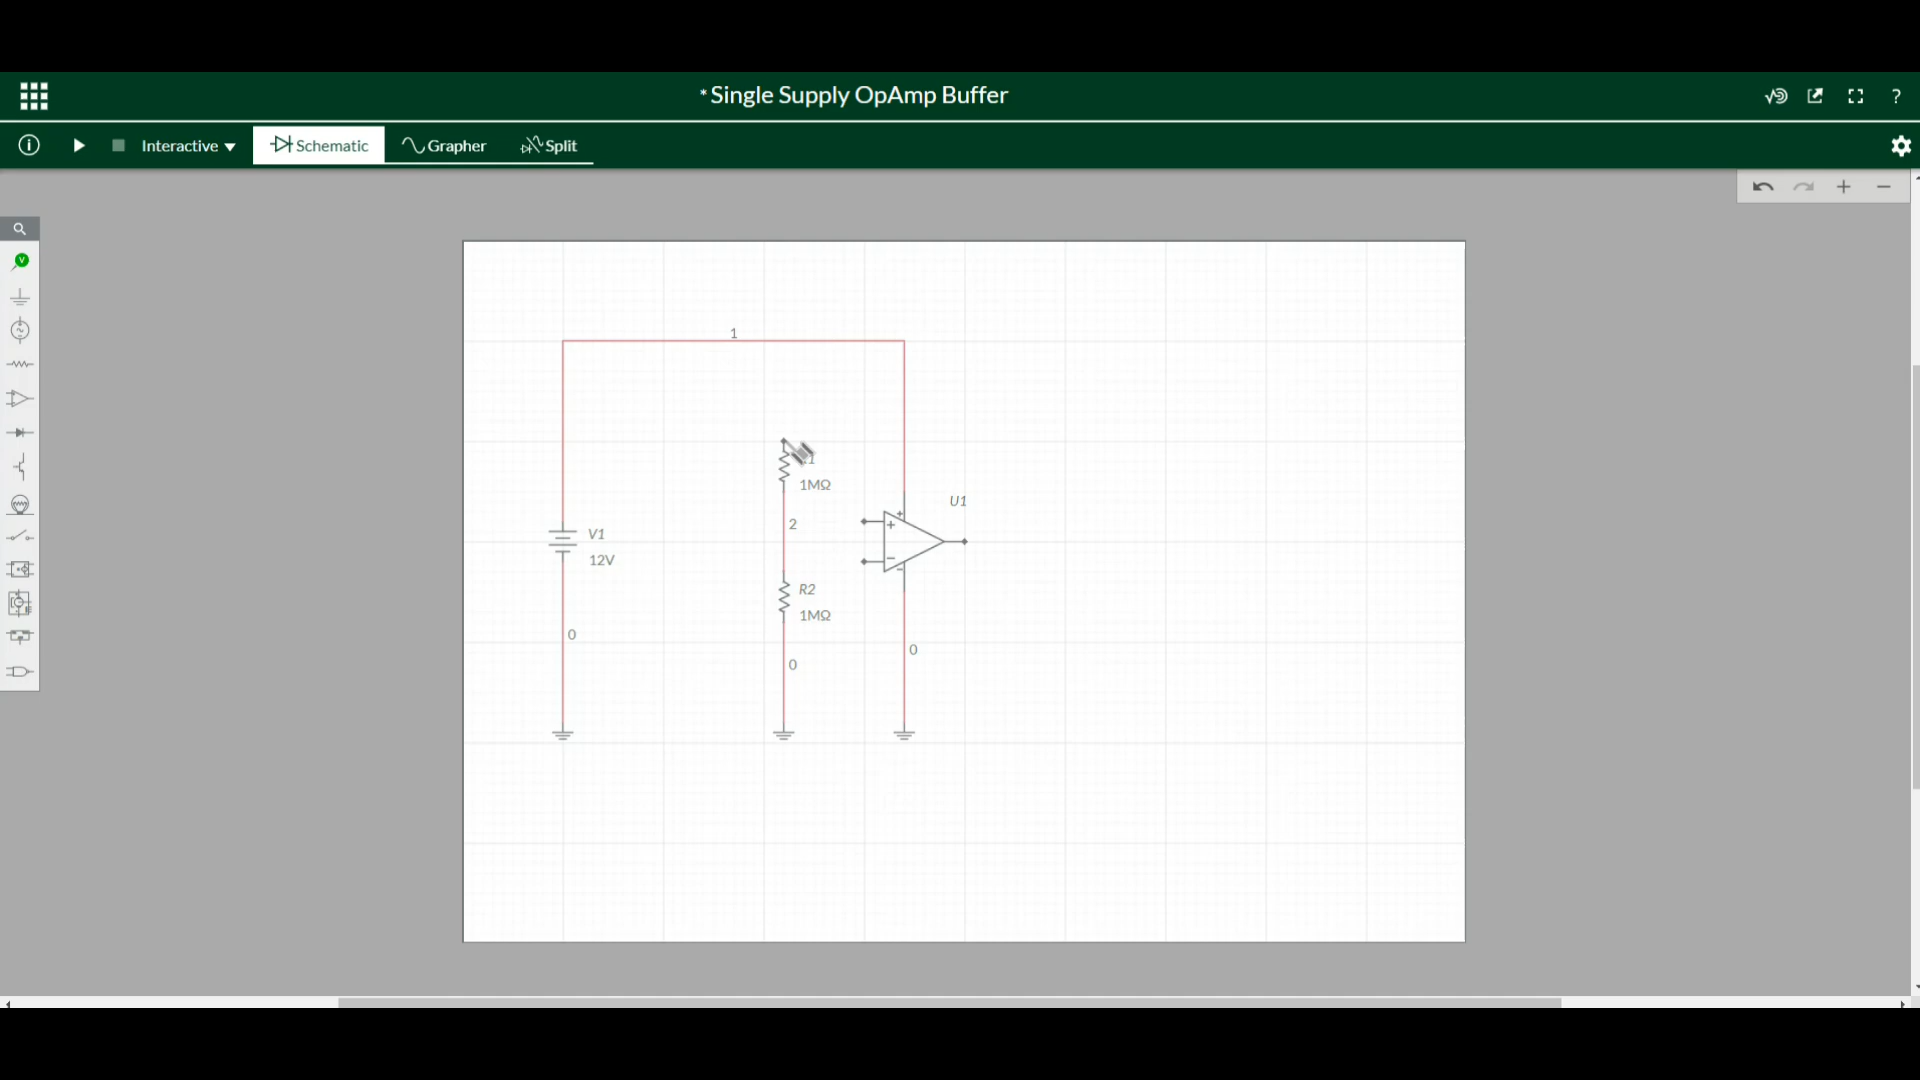 *Single Supply OpAmp Buffer
?
Interactive
Schematic
Grapher
Split
V
1
1MΩ
U1
2
V1
12V
R2
1MΩ
0
0
0